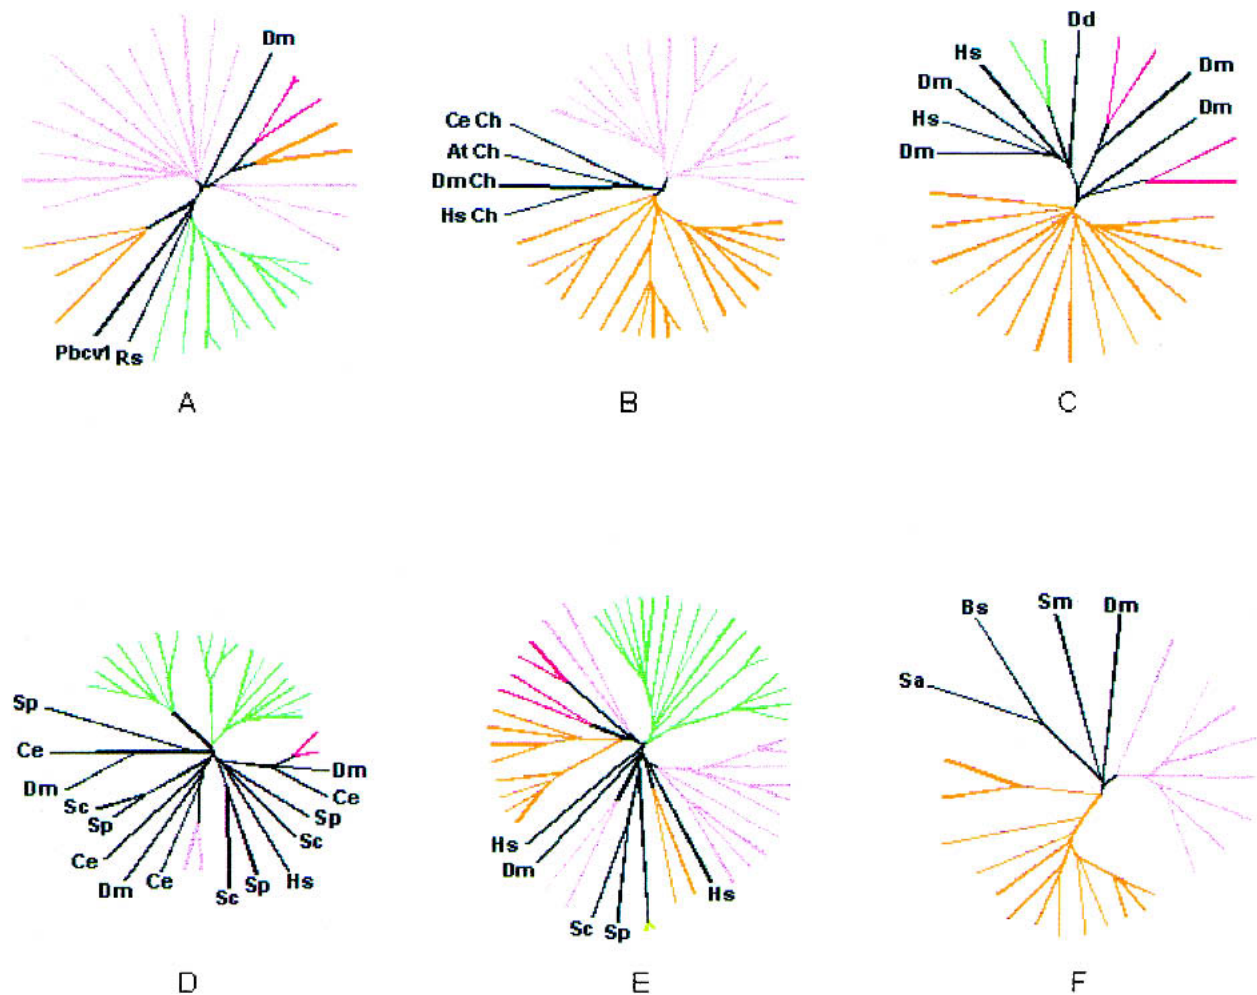 Dm
Pbcv1 Rs
A
Ce Ch
At Ch
Dm Ch
Hs Ch
B
Dd
Hs
Dm
Hs
Dm
Dm
Dm
C
Sp
Ce
Dm
Sc
Sp
Ce
Dm
Ce
Sc
Sp
Hs
Sc
Sp
Ce
Dm
D
Hs
Dm
Sc
Sp
Hs
E
Bs
Sm
Dm
Sa
F